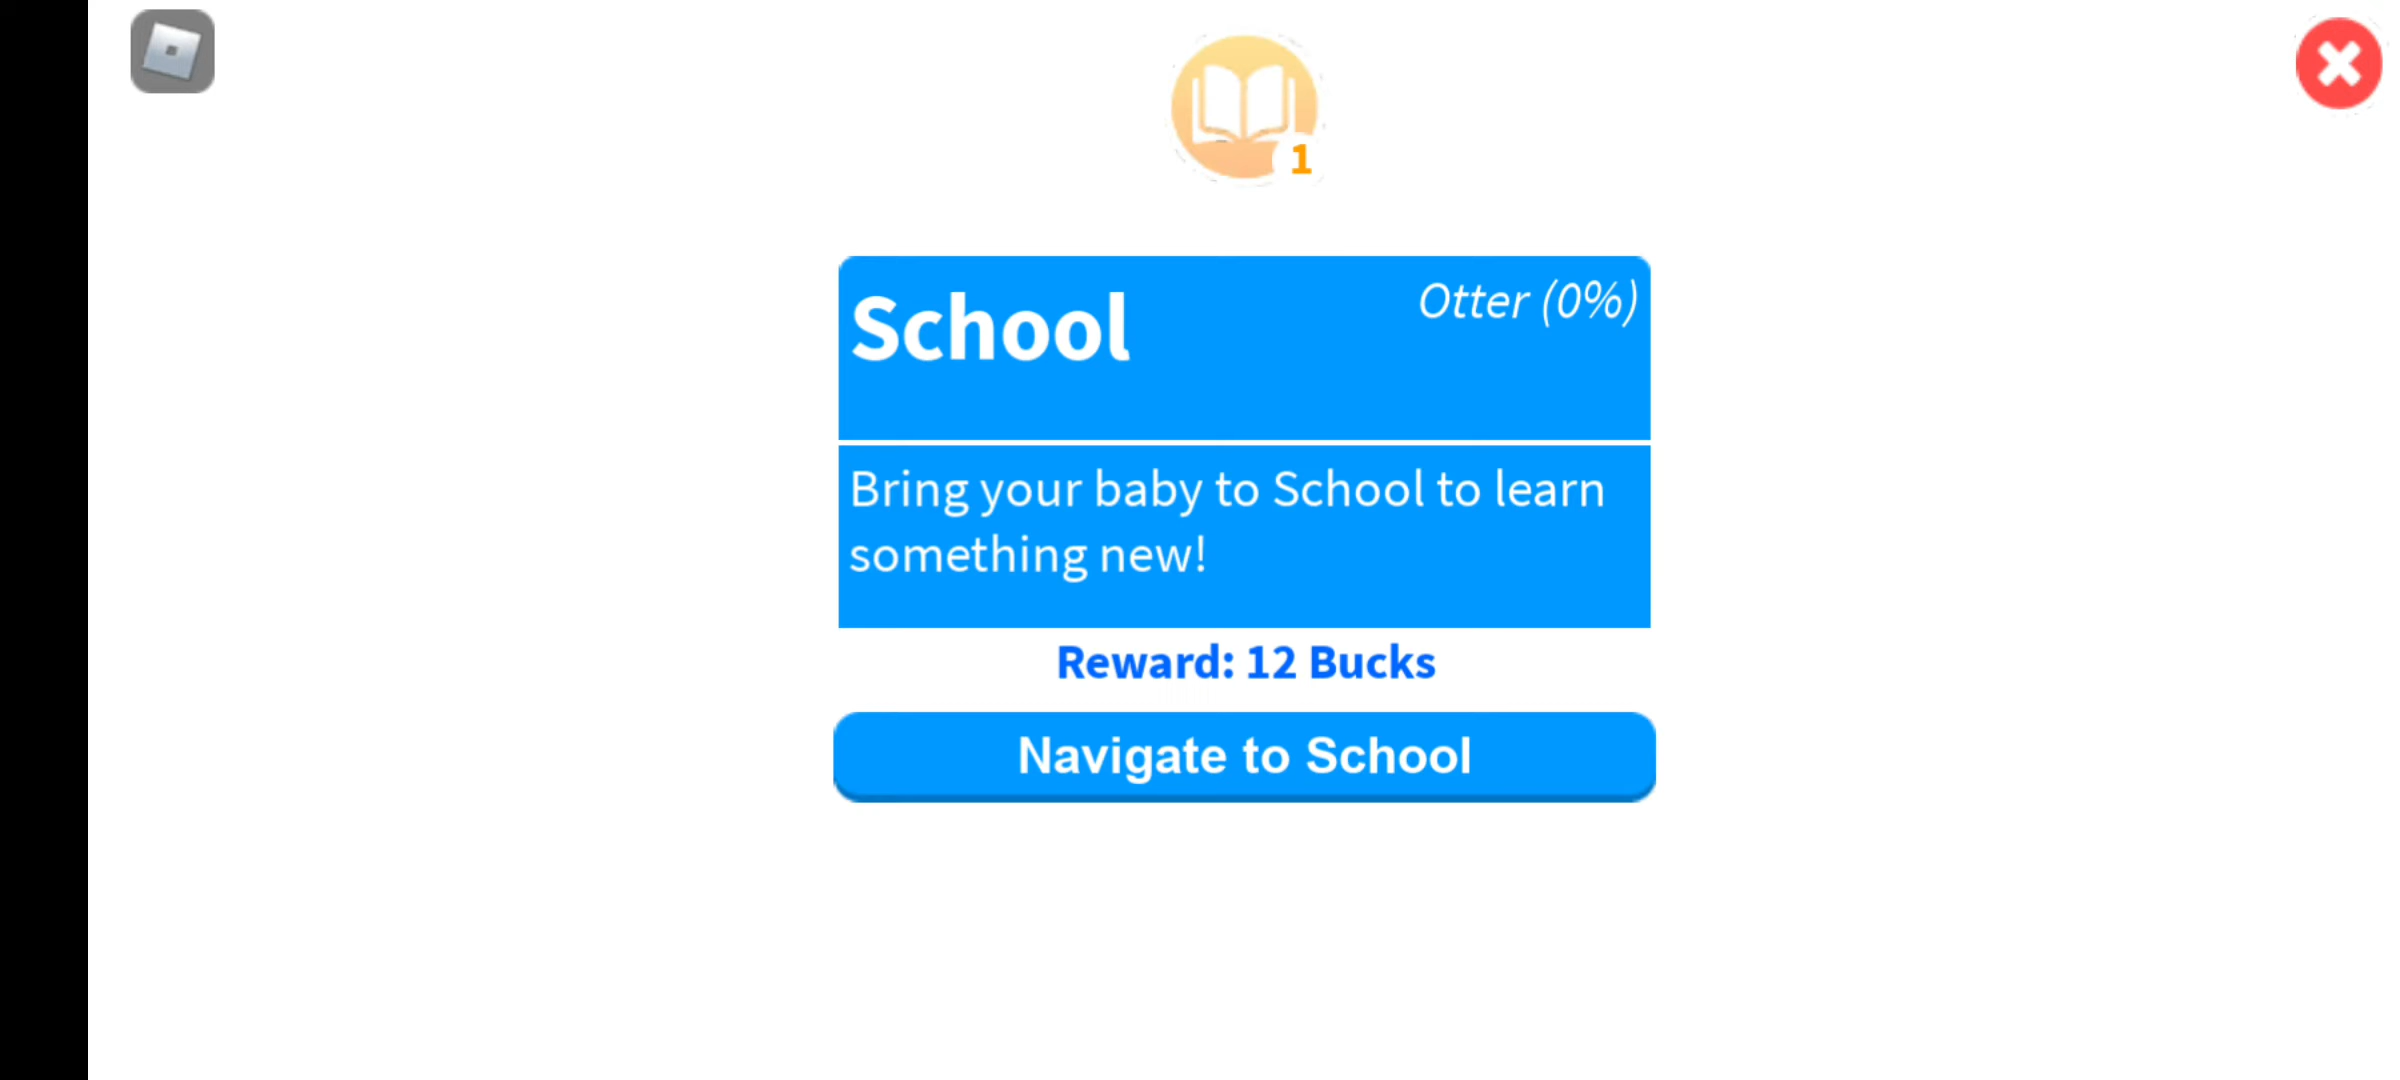 1
School
Otter (0%)
Bring your baby to School to learn
something new!
Reward: 12 Bucks
Navigate to School